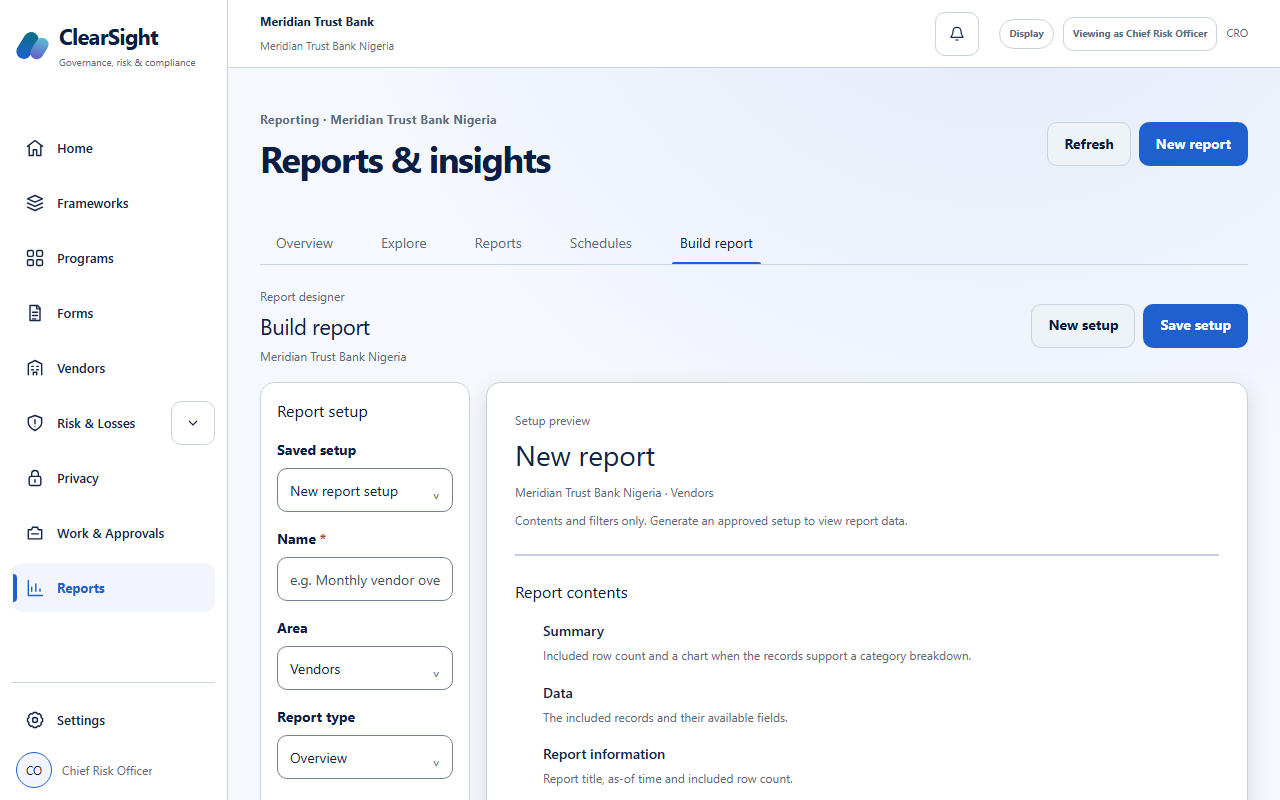 ClearSight
Governance, risk & compliance
Home
Frameworks
Programs
Forms
Vendors
Risk & Losses
Privacy
Work & Approvals
Reports
Settings
CO
Chief Risk Officer
Meridian Trust Bank
Meridian Trust Bank Nigeria
Display
Viewing as Chief Risk Officer
CRO
Reporting · Meridian Trust Bank Nigeria
Reports & insights
Refresh
New report
Overview
Explore
Reports
Schedules
Build report
Report designer
Build report
Meridian Trust Bank Nigeria
New setup
Save setup
Report setup
Saved setup
New report setup
Name *
e.g. Monthly vendor ove
Area
Vendors
Report type
Overview
Setup preview
New report
Meridian Trust Bank Nigeria · Vendors
Contents and filters only. Generate an approved setup to view report data.
Report contents
Summary
Included row count and a chart when the records support a category breakdown.
Data
The included records and their available fields.
Report information
Report title, as-of time and included row count.